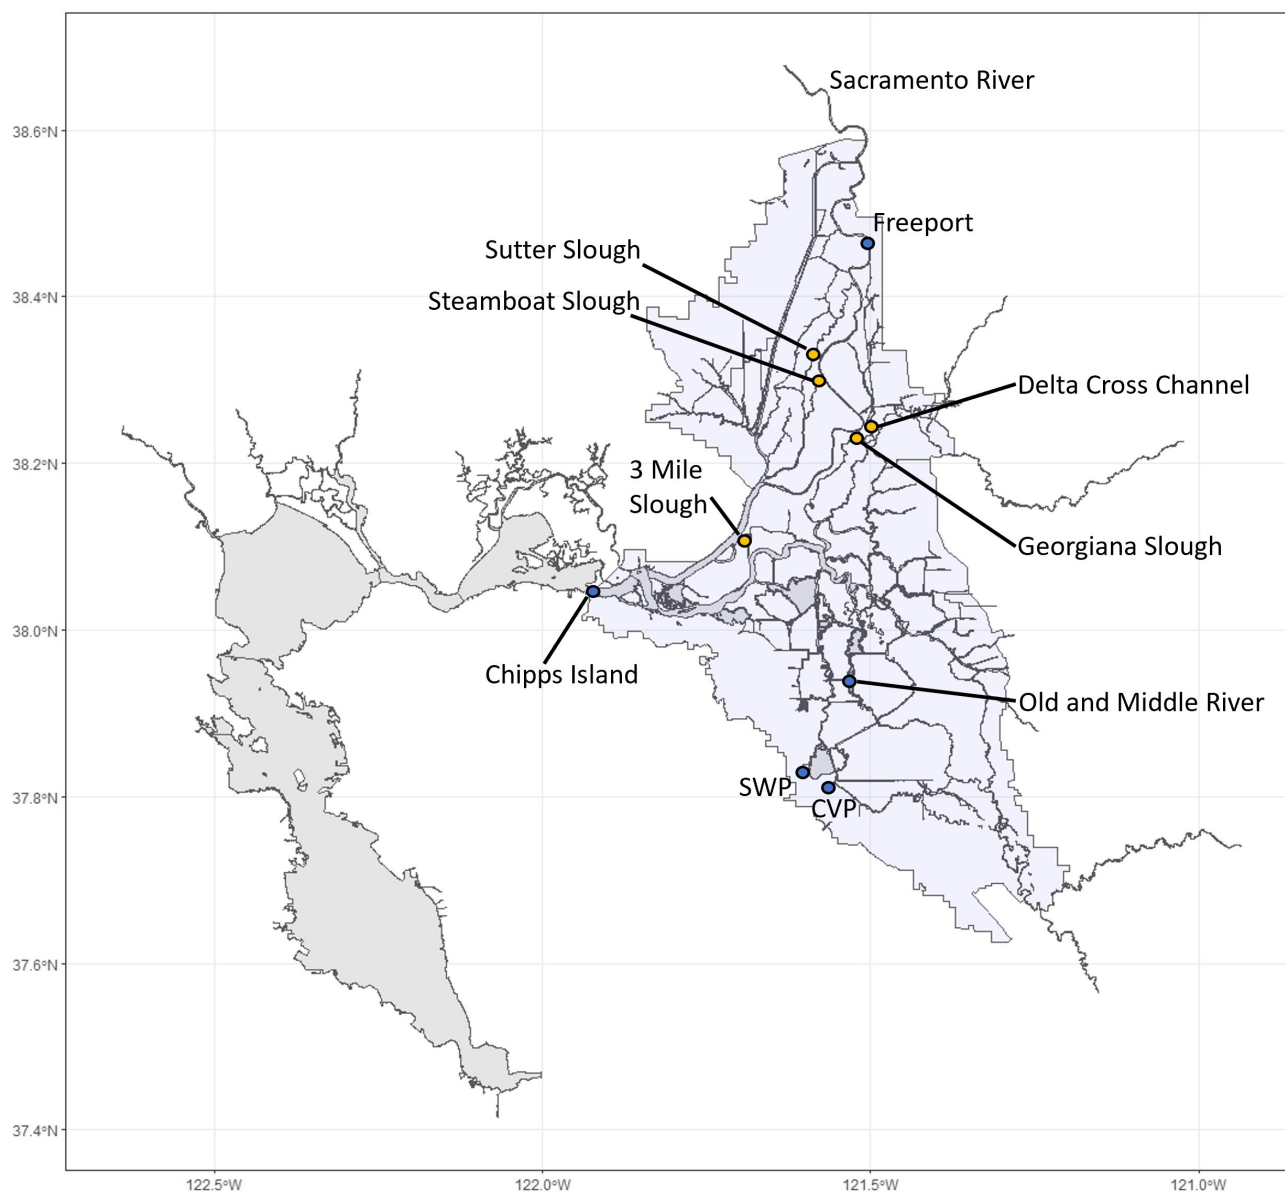 Sacramento River
38.6°N
Freeport
Sutter Slough
38.4°N
Steamboat Slough
Delta Cross Channel
38.2°N
3 Mile
Slough
Georgiana Slough
38.0°N
Chipps Island
Old and Middle River
SWP
37.8°N
CVP
37.6°N
37.4°N
122.5°W
122.0°W
121.5°W
121.0°W